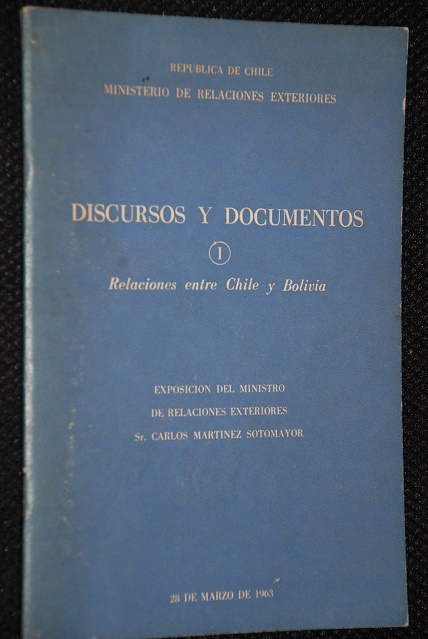 REPUBLICA DE CHILE
MINISTERIO DE RELACIONES EXTERIORES
DISCURSOS Y DOCUMENTOS
I
Relaciones entre Chile y Bolivia
EXPOSICION DEL MINISTRO
DE RELACIONES EXTERIORES
Sr. CARLOS MARTINEZ SOTOMAYOR
28 DE MARZO DE 1963